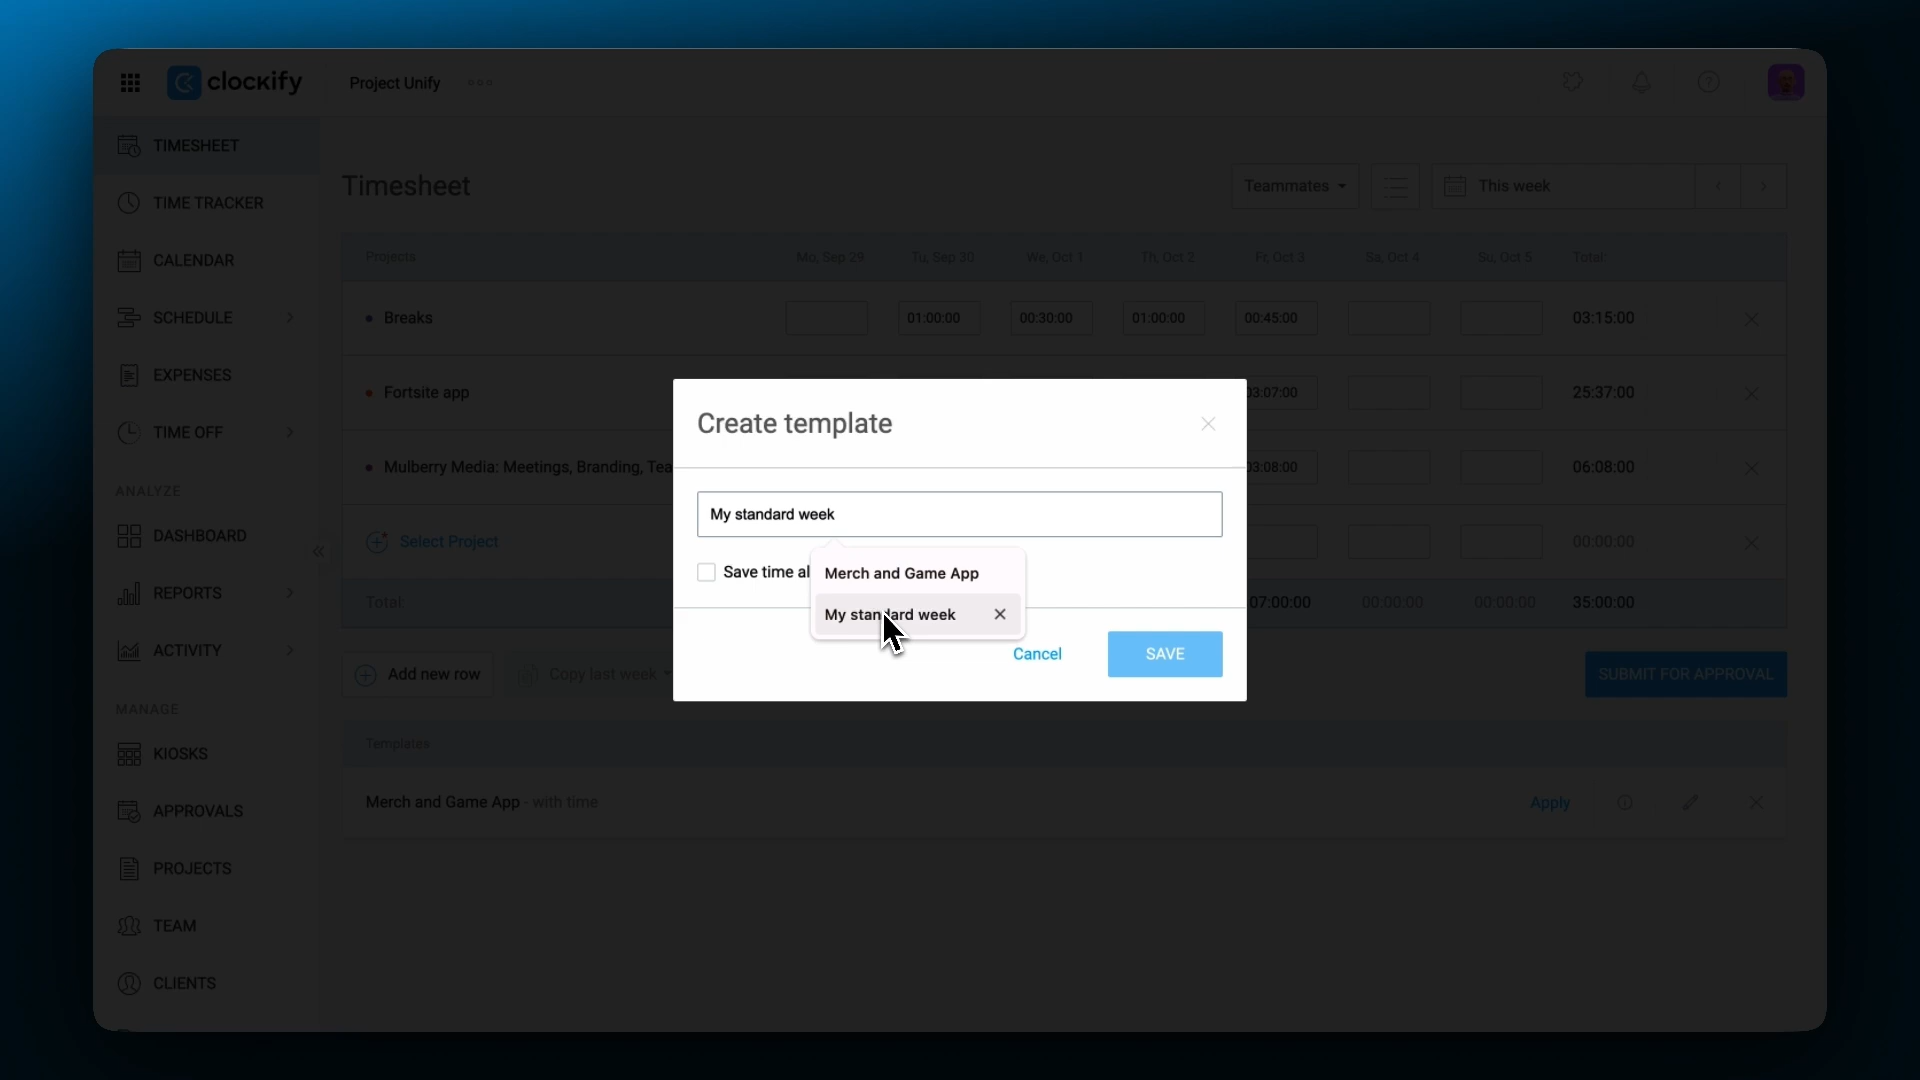 clockify
Project Unify
TIMESHEET
TIME TRACKER
CALENDAR
SCHEDULE
EXPENSES
TIME OFF
ANALYZE
DASHBOARD
REPORTS
ACTIVITY
MANAGE
KIOSKS
APPROVALS
PROJECTS
TEAM
CLIENTS
Timesheet
Teammates
This week
Projects Mo, Sep 29 Tu, Sep 30 We, Oct 1 Th, Oct 2 Fr, Oct 3 Sa, Oct 4 Su, Oct 5 Total:
Breaks 01:00:00 00:30:00 01:00:00 00:45:00 03:15:00
Fortsite app 03:07:00 25:37:00
Mulberry Media: Meetings, Branding, Tea 03:08:00 06:08:00
Select Project 00:00:00
Total: 07:00:00 00:00:00 00:00:00 35:00:00
Add new row
Copy last week
SUBMIT FOR APPROVAL
Templates
Merch and Game App - with time
Apply
Create template
My standard week
Save time al
Merch and Game App
My standard week
Cancel
SAVE